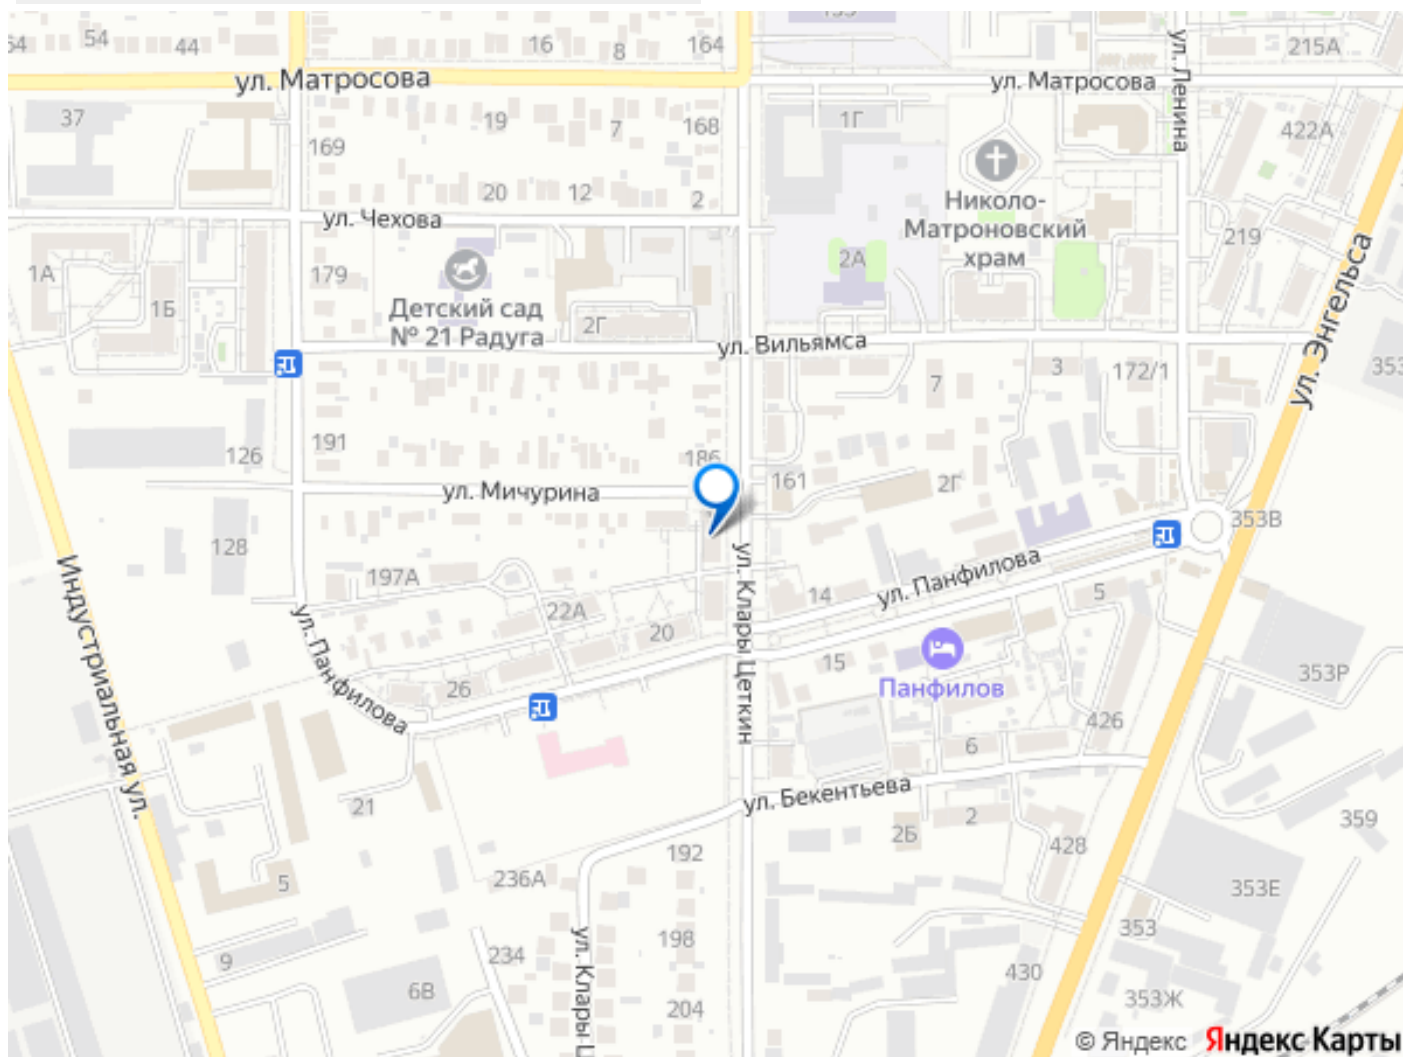 54
44
16
8
164
215А
ул. Матросова
ул. Матросова
ул. Ленина
37
169
19
7
168
1Г
422А
20
12
2
Николо-
Матроновский
храм
ул. Чехова
219
1А
179
1Б
Детский сад
№ 21 Радуга
2Г
2А
ул. Вильямса
ул. Энгельса
353
7
3
172/1
191
126
186
161
2Г
ул. Мичурина
353В
128
197А
22А
20
14
ул. Панфилова
5
ул. Клары Цеткин
Индустриальная ул.
ул. Панфилова
26
15
Панфилов
353Р
426
6
21
ул. Бекентьева
2
2Б
428
359
192
236А
5
353Е
353
198
234
9
6В
204
430
353Ж
ул. Клары Ц
© Яндекс Яндекс Карты